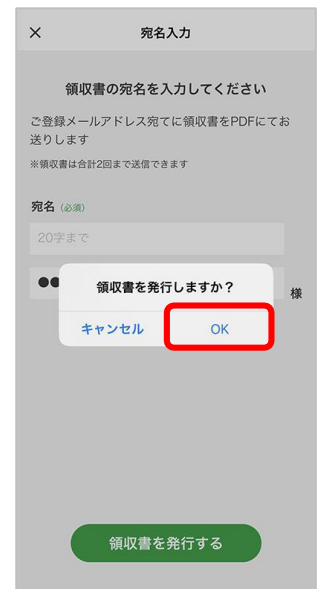 × 宛名入力
領収書の宛名を入力してください
ご登録メールアドレス宛てに領収書をPDFにてお
送りします
※領収書は合計2回まで送信できます
宛名 (必須)
20字まで
●●
様
領収書を発行しますか？
キャンセル OK
領収書を発行する